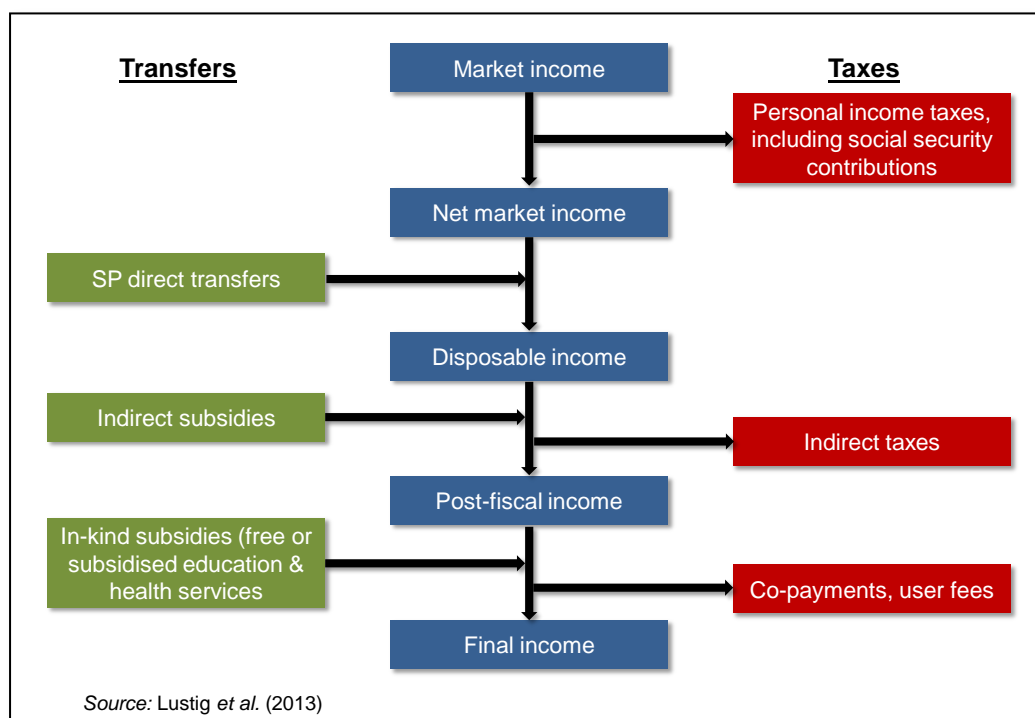 Transfers
Market income
Taxes
Personal income taxes,
including social security
contributions
Net market income
SP direct transfers
Disposable income
Indirect subsidies
Indirect taxes
Post-fiscal income
In-kind subsidies (free or
subsidised education &
health services
Co-payments, user fees
Final income
Source: Lustig et al. (2013)